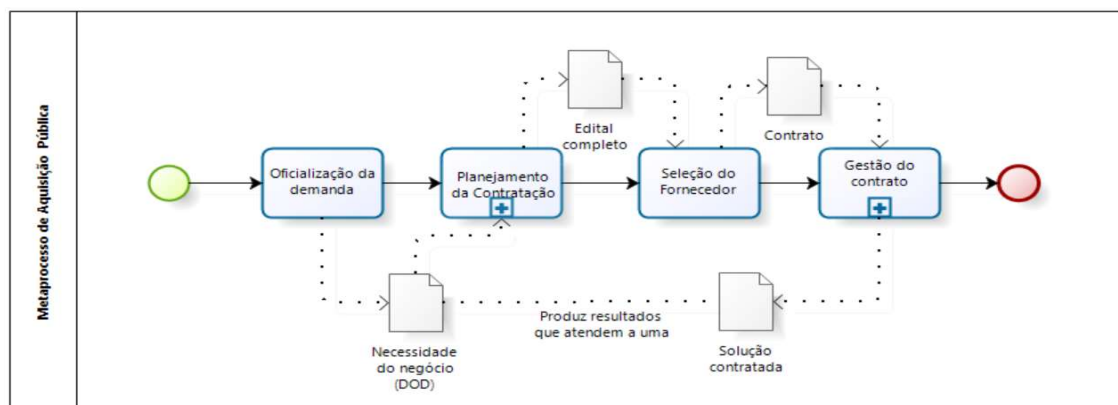 Metaprocesso de Aquisição Pública
Edital
completo
Contrato
Oficialização da
demanda
Planejamento
da Contratação
Seleção do
Fornecedor
Gestão do
contrato
Produz resultados
que atendem a uma
Necessidade
do negócio
(DOD)
Solução
contratada